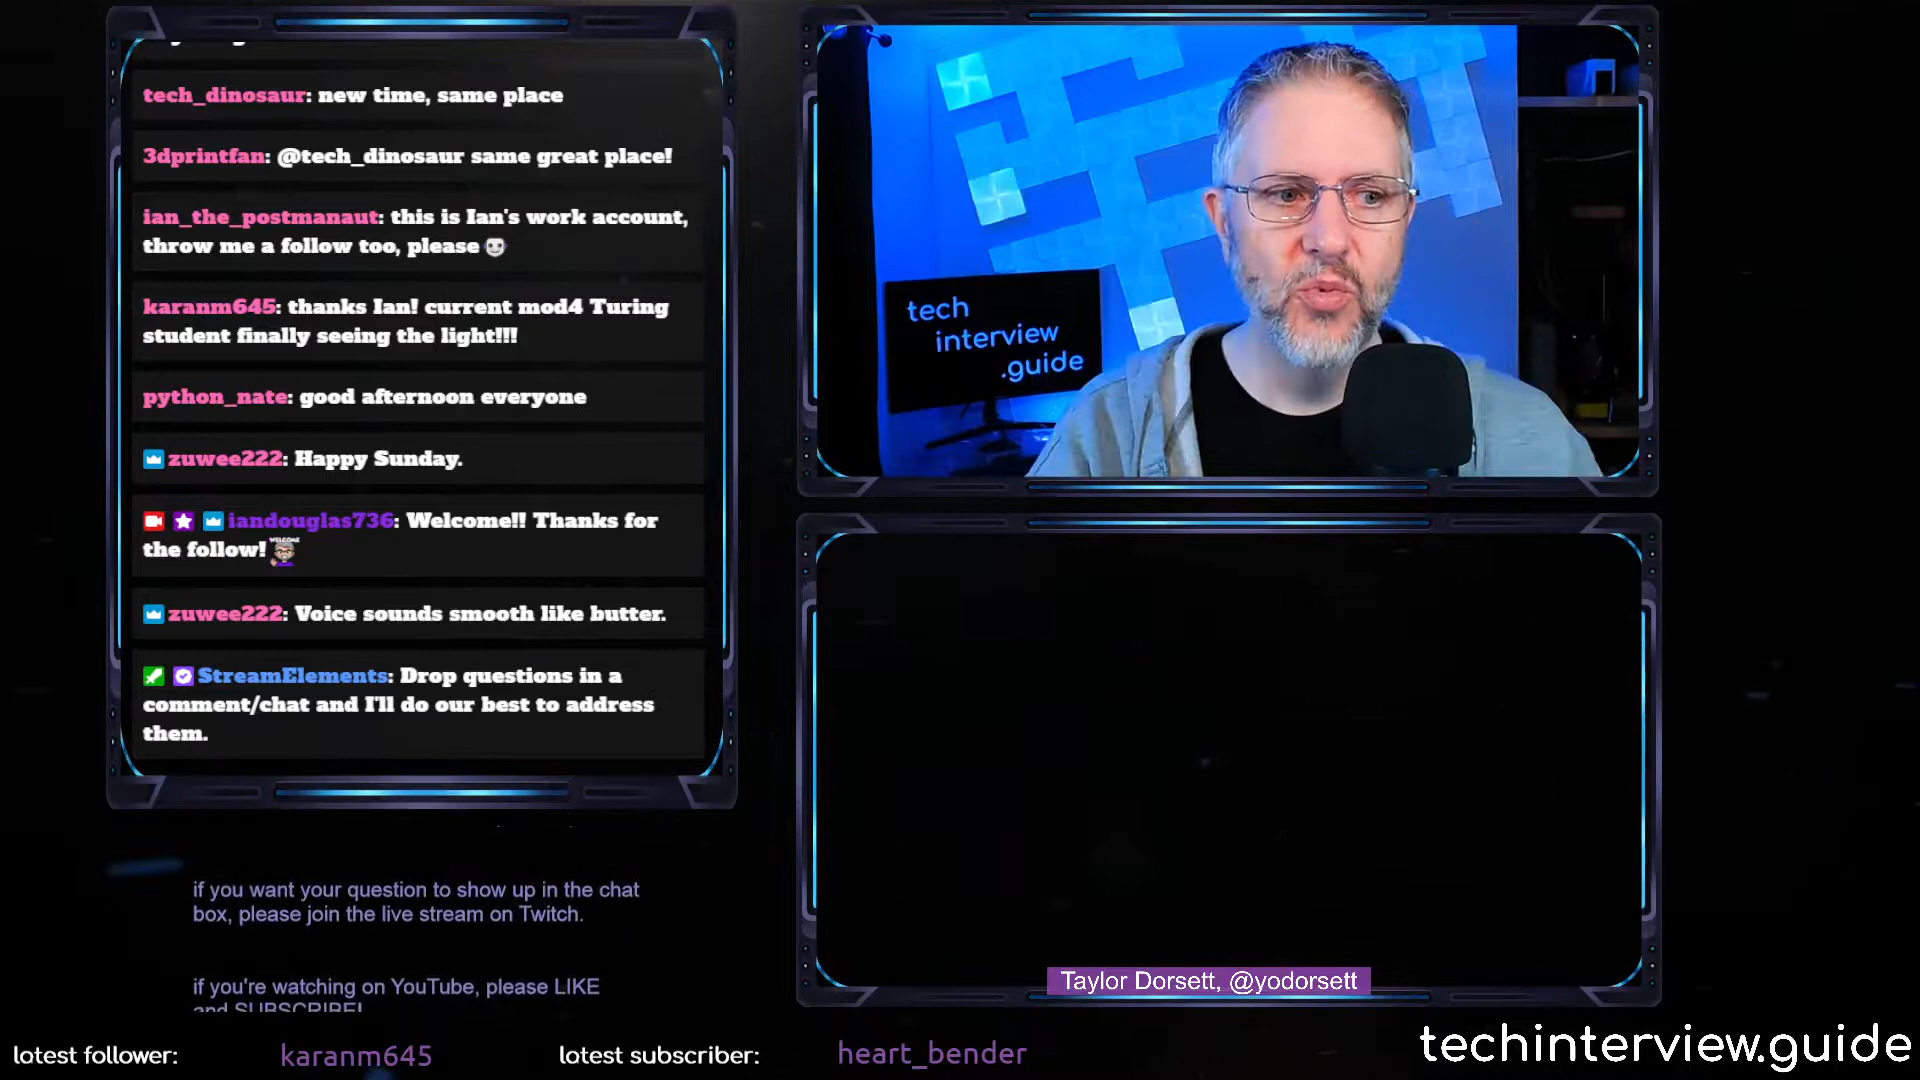 tech_dinosaur: new time, same place
3dprintfan: @tech_dinosaur same great place!
ian_the_postmanaut: this is Ian's work account,
throw me a follow too, please
karanm645: thanks Ian! current mod4 Turing
student finally seeing the light!!!
python_nate: good afternoon everyone
zuwee222: Happy Sunday.
iandouglas736: Welcome!! Thanks for
the follow! WELCOME
zuwee222: Voice sounds smooth like butter.
StreamElements: Drop questions in a
comment/chat and I'll do our best to address
them.
if you want your question to show up in the chat
box, please join the live stream on Twitch.
if you're watching on YouTube, please LIKE
and SUBSCRIBE!
tech
interview
.guide
Taylor Dorsett, @yodorsett
latest follower: karanm645
latest subscriber: heart_bender
techinterview.guide